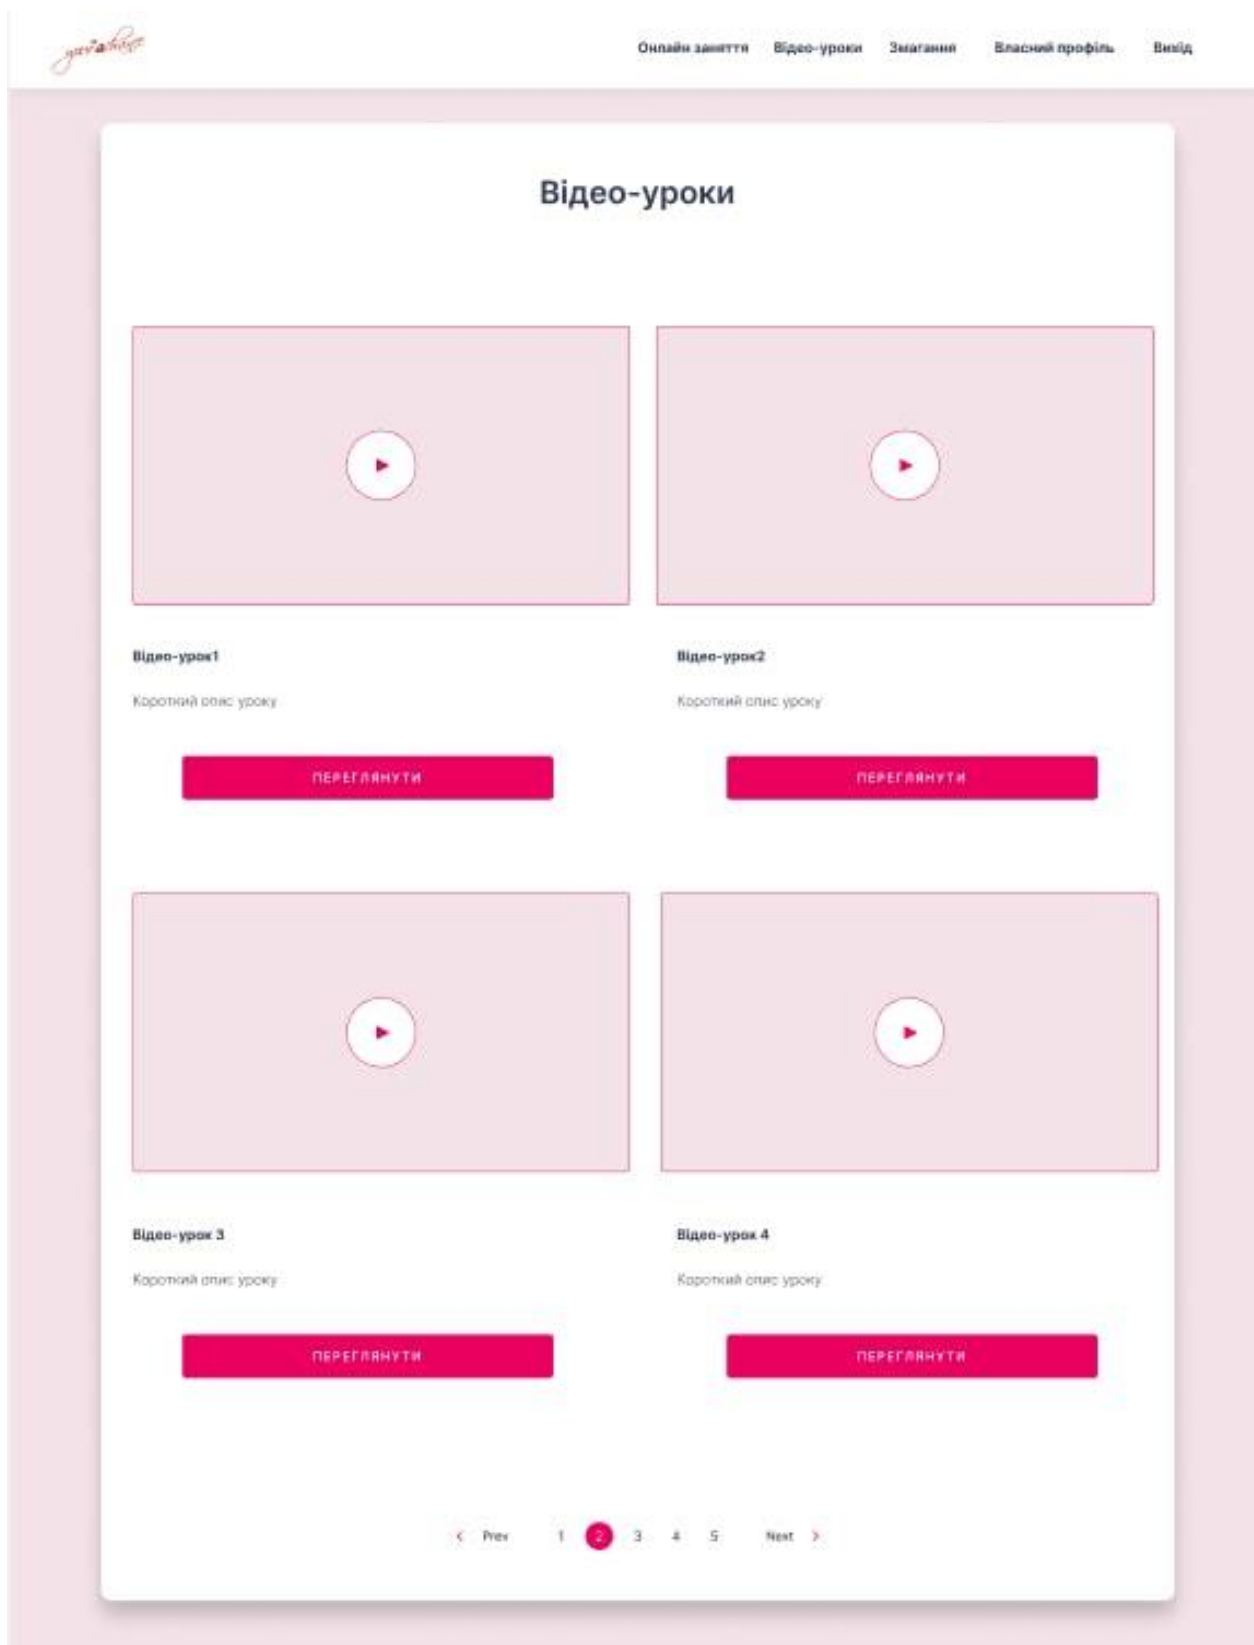 Онлайн заняття Відео-уроки Змагання Власний профіль Вихід
Відео-уроки
Відео-урок1 Відео-урок2
Короткий опис уроку Короткий опис уроку
ПЕРЕГЛЯНУТИ ПЕРЕГЛЯНУТИ
Відео-урок 3 Відео-урок 4
Короткий опис уроку Короткий опис уроку
ПЕРЕГЛЯНУТИ ПЕРЕГЛЯНУТИ
Prev 1 2 3 4 5 Next